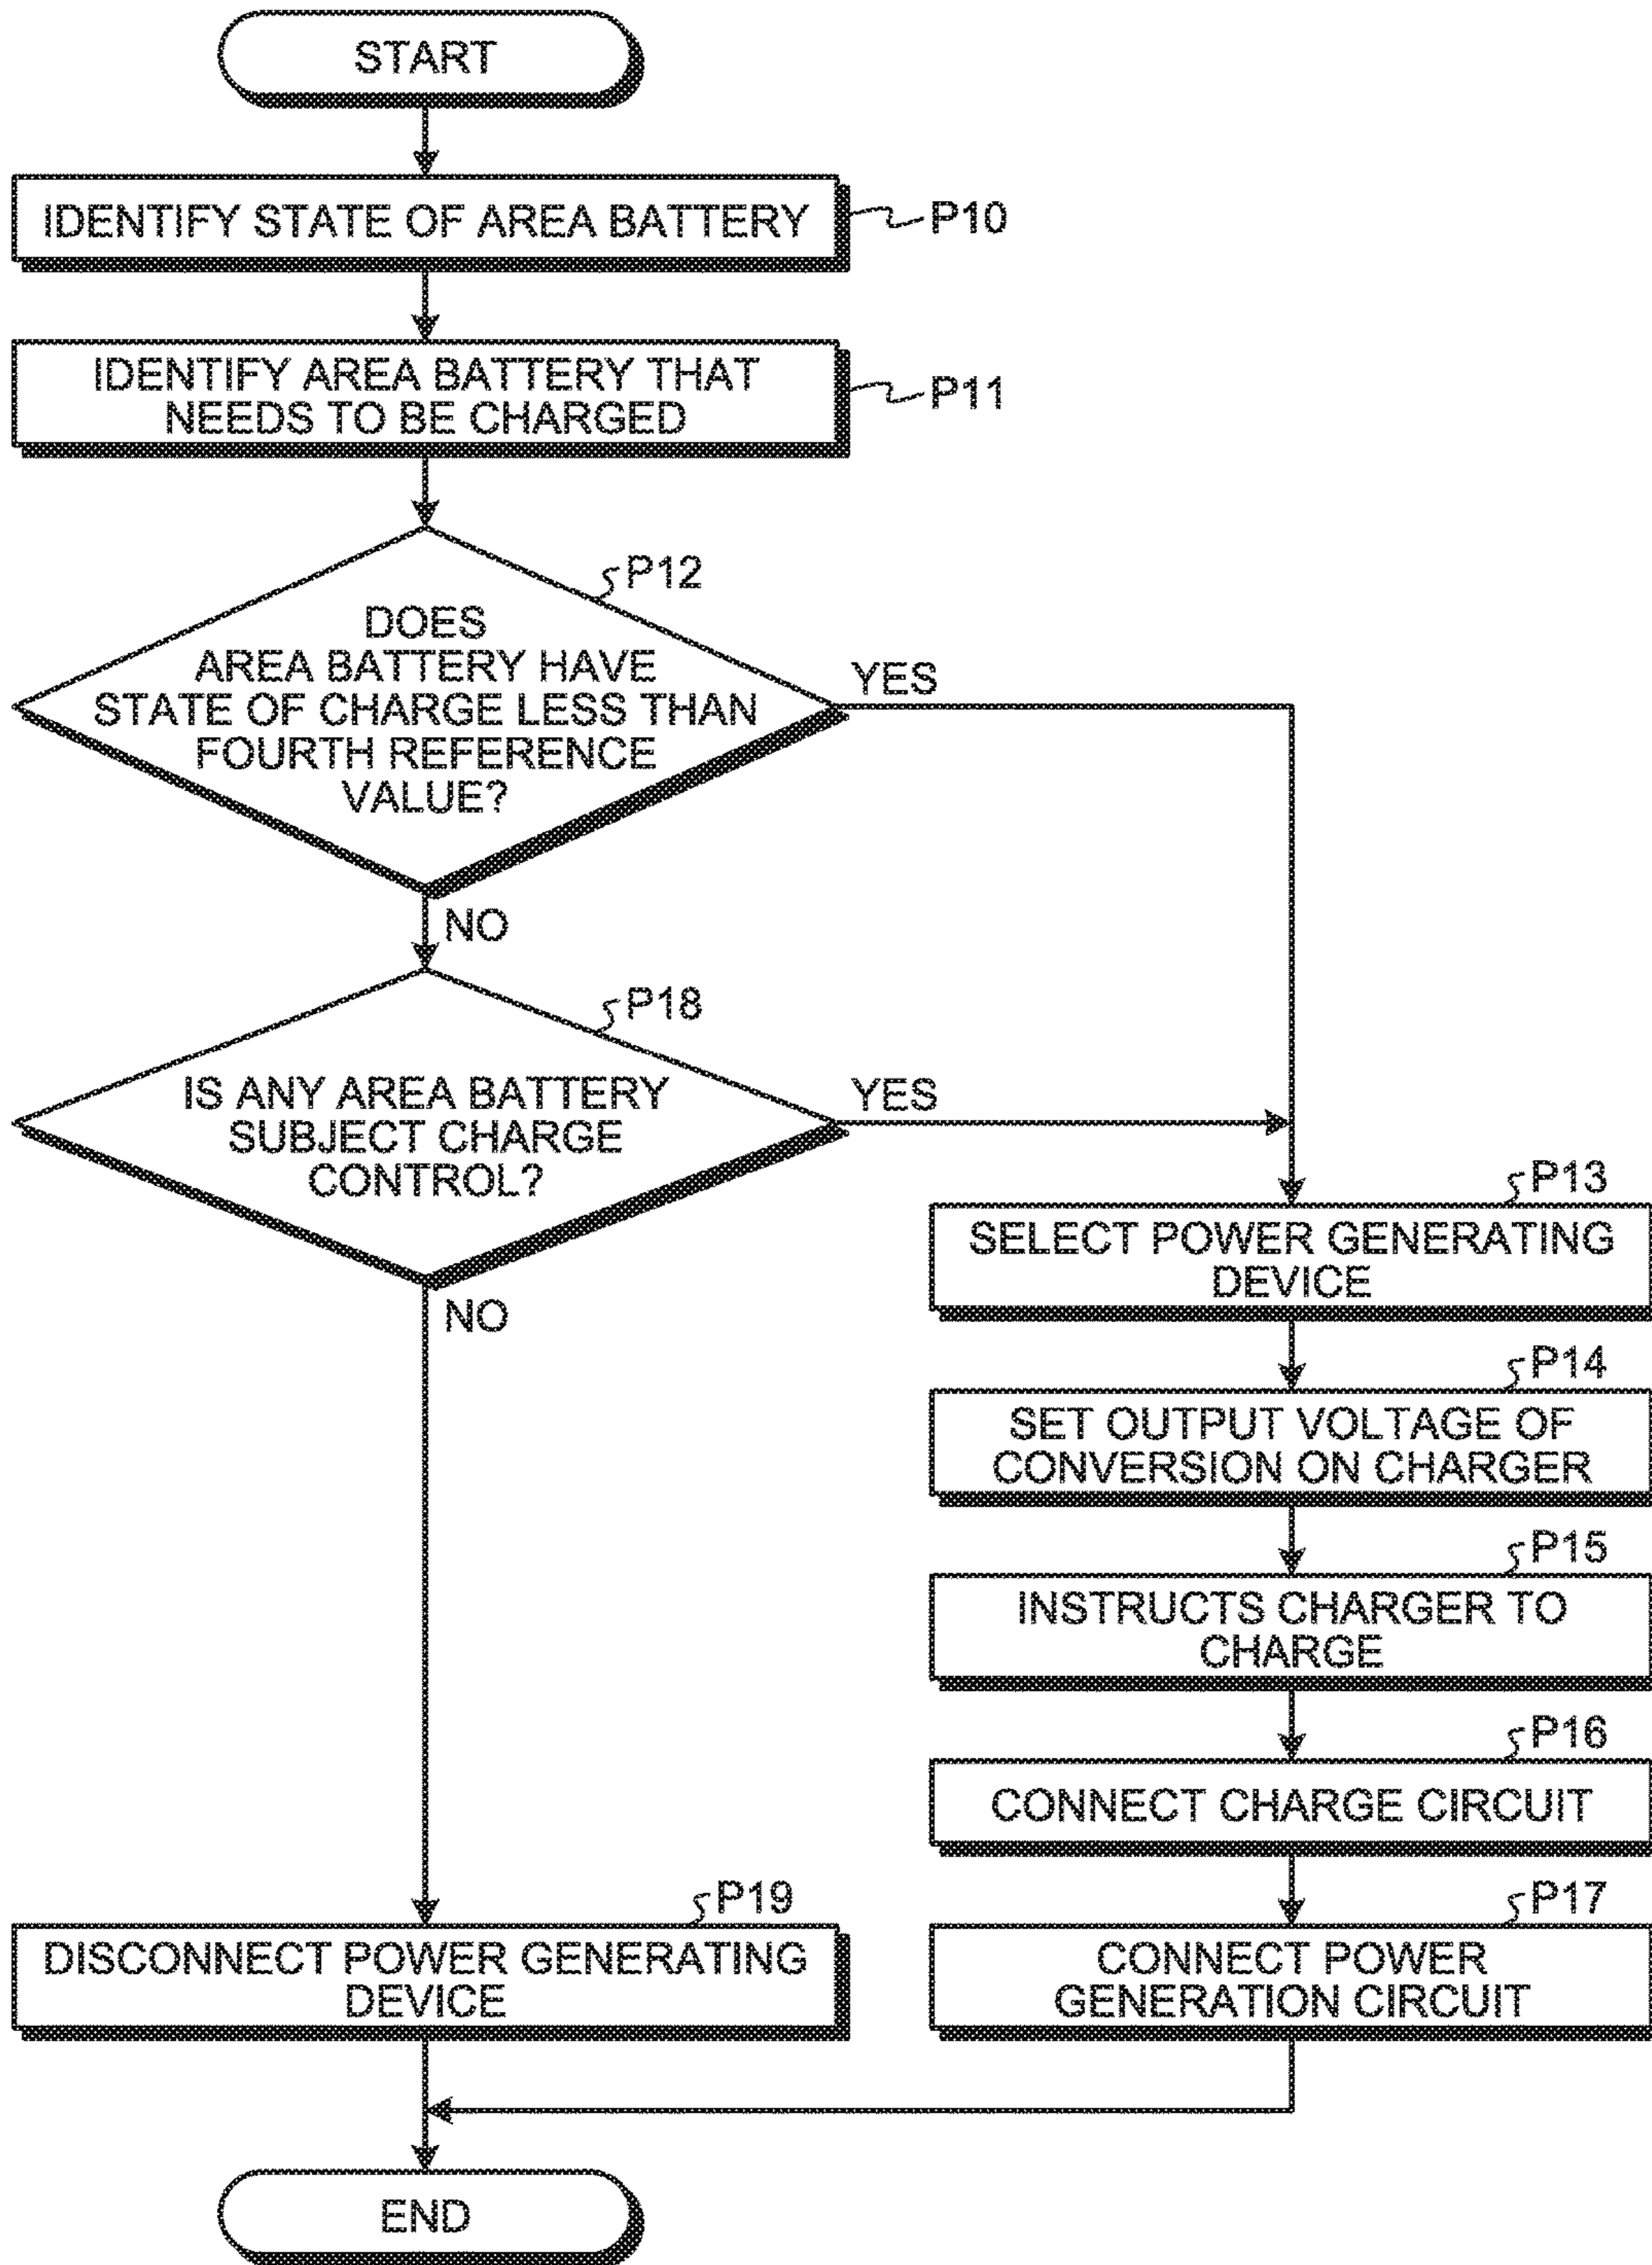 START
IDENTIFY STATE OF AREA BATTERY
P10
IDENTIFY AREA BATTERY THAT
NEEDS TO BE CHARGED
P11
P12
DOES
AREA BATTERY HAVE
STATE OF CHARGE LESS THAN
FOURTH REFERENCE
VALUE?
YES
NO
P18
IS ANY AREA BATTERY
SUBJECT CHARGE
CONTROL?
YES
NO
P13
SELECT POWER GENERATING
DEVICE
P14
SET OUTPUT VOLTAGE OF
CONVERSION ON CHARGER
P15
INSTRUCTS CHARGER TO
CHARGE
P16
CONNECT CHARGE CIRCUIT
P17
CONNECT POWER
GENERATION CIRCUIT
P19
DISCONNECT POWER GENERATING
DEVICE
END